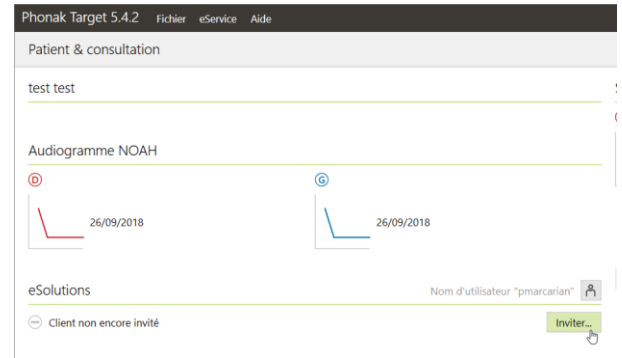 Phonak Target 5.4.2 Fichier eService Aide
Patient & consultation
test test
Audiogramme NOAH
D G
26/09/2018 26/09/2018
eSolutions Nom d'utilisateur "pmarcarian"
Client non encore invité Inviter...